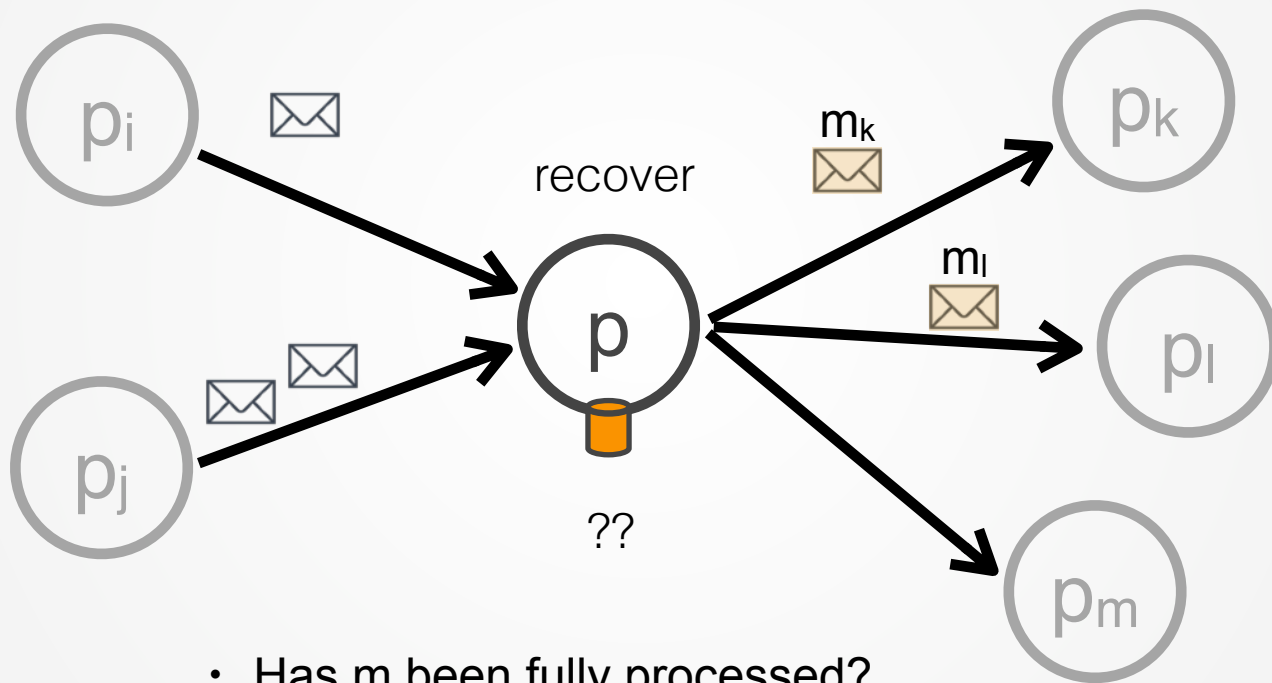 pi
mk
pk
recover
ml
p
pl
pj
??
pm
• Has m been fully processed?